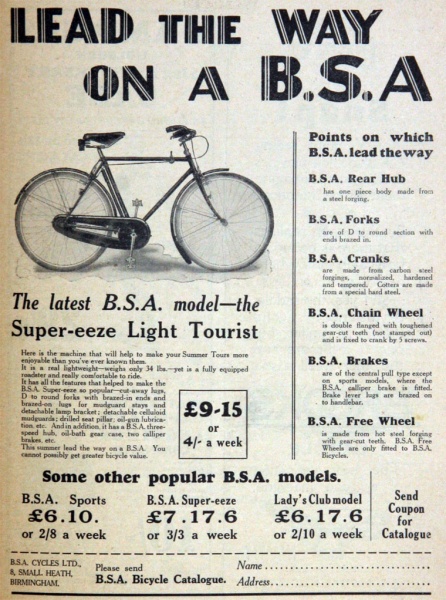 LEAD THE WAY
ON A B.S.A
Points on which
B.S.A. lead the way
B.S.A. Rear Hub
has one piece body made from
a steel forging.
B.S.A. Forks
are of D to round section with
ends brazed in.
B.S.A. Cranks
are made from carbon steel
forgings, normalized, hardened
and tempered. Cotters are made
from a special hard steel.
B.S.A. Chain Wheel
is double flanged with toughened
gear-cut teeth (not stamped out)
and is fixed to crank by 5 screws.
B.S.A. Brakes
are of the central pull type except
on sports models, where the
B.S.A. calliper brake is fitted.
Brake lever lugs are brazed on
to handlebar.
B.S.A. Free Wheel
is made from hot steel forging
with gear-cut teeth. B.S.A. Free
Wheels are only fitted to B.S.A.
Bicycles.
The latest B.S.A. model—the
Super-eeze Light Tourist
Here is the machine that will help to make your Summer Tours more
enjoyable than you've ever known them.
It is a real lightweight—weighs only 34 lbs.—yet is a fully equipped
roadster and really comfortable to ride.
It has all the features that helped to make the
B.S.A. Super-eeze so popular—cut-away lugs,
D to round forks with brazed-in ends and
brazed-on lugs for mudguard stays and
detachable lamp bracket; detachable celluloid
mudguards; drilled seat pillar; oil-gun lubrica-
tion, etc. And in addition, it has a B.S.A. three-
speed hub, oil-bath gear case, two calliper
brakes, etc.
This summer lead the way on a B.S.A. You
cannot possibly get greater bicycle value.
£9-15
or
4/- a week
Some other popular B.S.A. models.
B.S.A. Sports
£6.10.
or 2/8 a week
B.S.A. Super-eeze
£7.17.6
or 3/3 a week
Lady's Club model
£6.17.6
or 2/10 a week
Send
Coupon
for
Catalogue
B.S.A. CYCLES LTD.,
8, SMALL HEATH,
BIRMINGHAM.
Please send
B.S.A. Bicycle Catalogue.
Name
Address